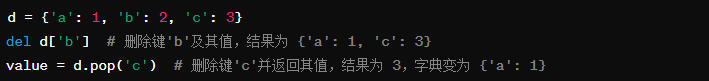 d = {'a': 1, 'b': 2, 'c': 3}
del d['b']  # 删除键'b'及其值，结果为 {'a': 1, 'c': 3}
value = d.pop('c')  # 删除键'c'并返回其值，结果为 3，字典变为 {'a': 1}